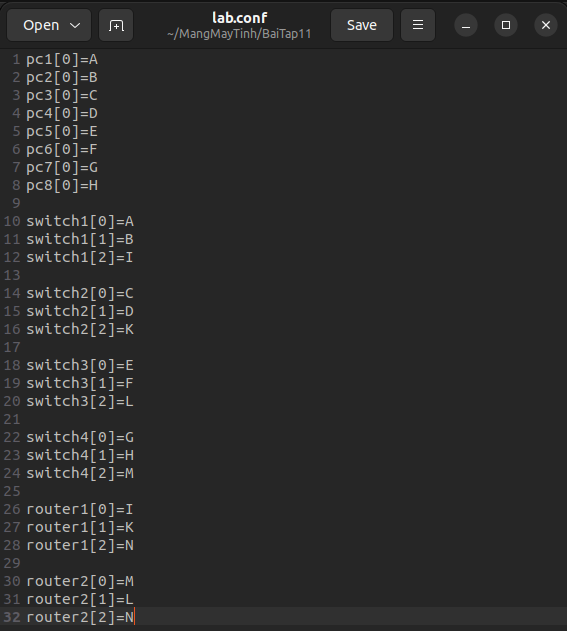 Open
lab.conf
~/MangMayTinh/BaiTap11
Save
1 pc1[0]=A
2 pc2[0]=B
3 pc3[0]=C
4 pc4[0]=D
5 pc5[0]=E
6 pc6[0]=F
7 pc7[0]=G
8 pc8[0]=H
9
10 switch1[0]=A
11 switch1[1]=B
12 switch1[2]=I
13
14 switch2[0]=C
15 switch2[1]=D
16 switch2[2]=K
17
18 switch3[0]=E
19 switch3[1]=F
20 switch3[2]=L
21
22 switch4[0]=G
23 switch4[1]=H
24 switch4[2]=M
25
26 router1[0]=I
27 router1[1]=K
28 router1[2]=N
29
30 router2[0]=M
31 router2[1]=L
32 router2[2]=N